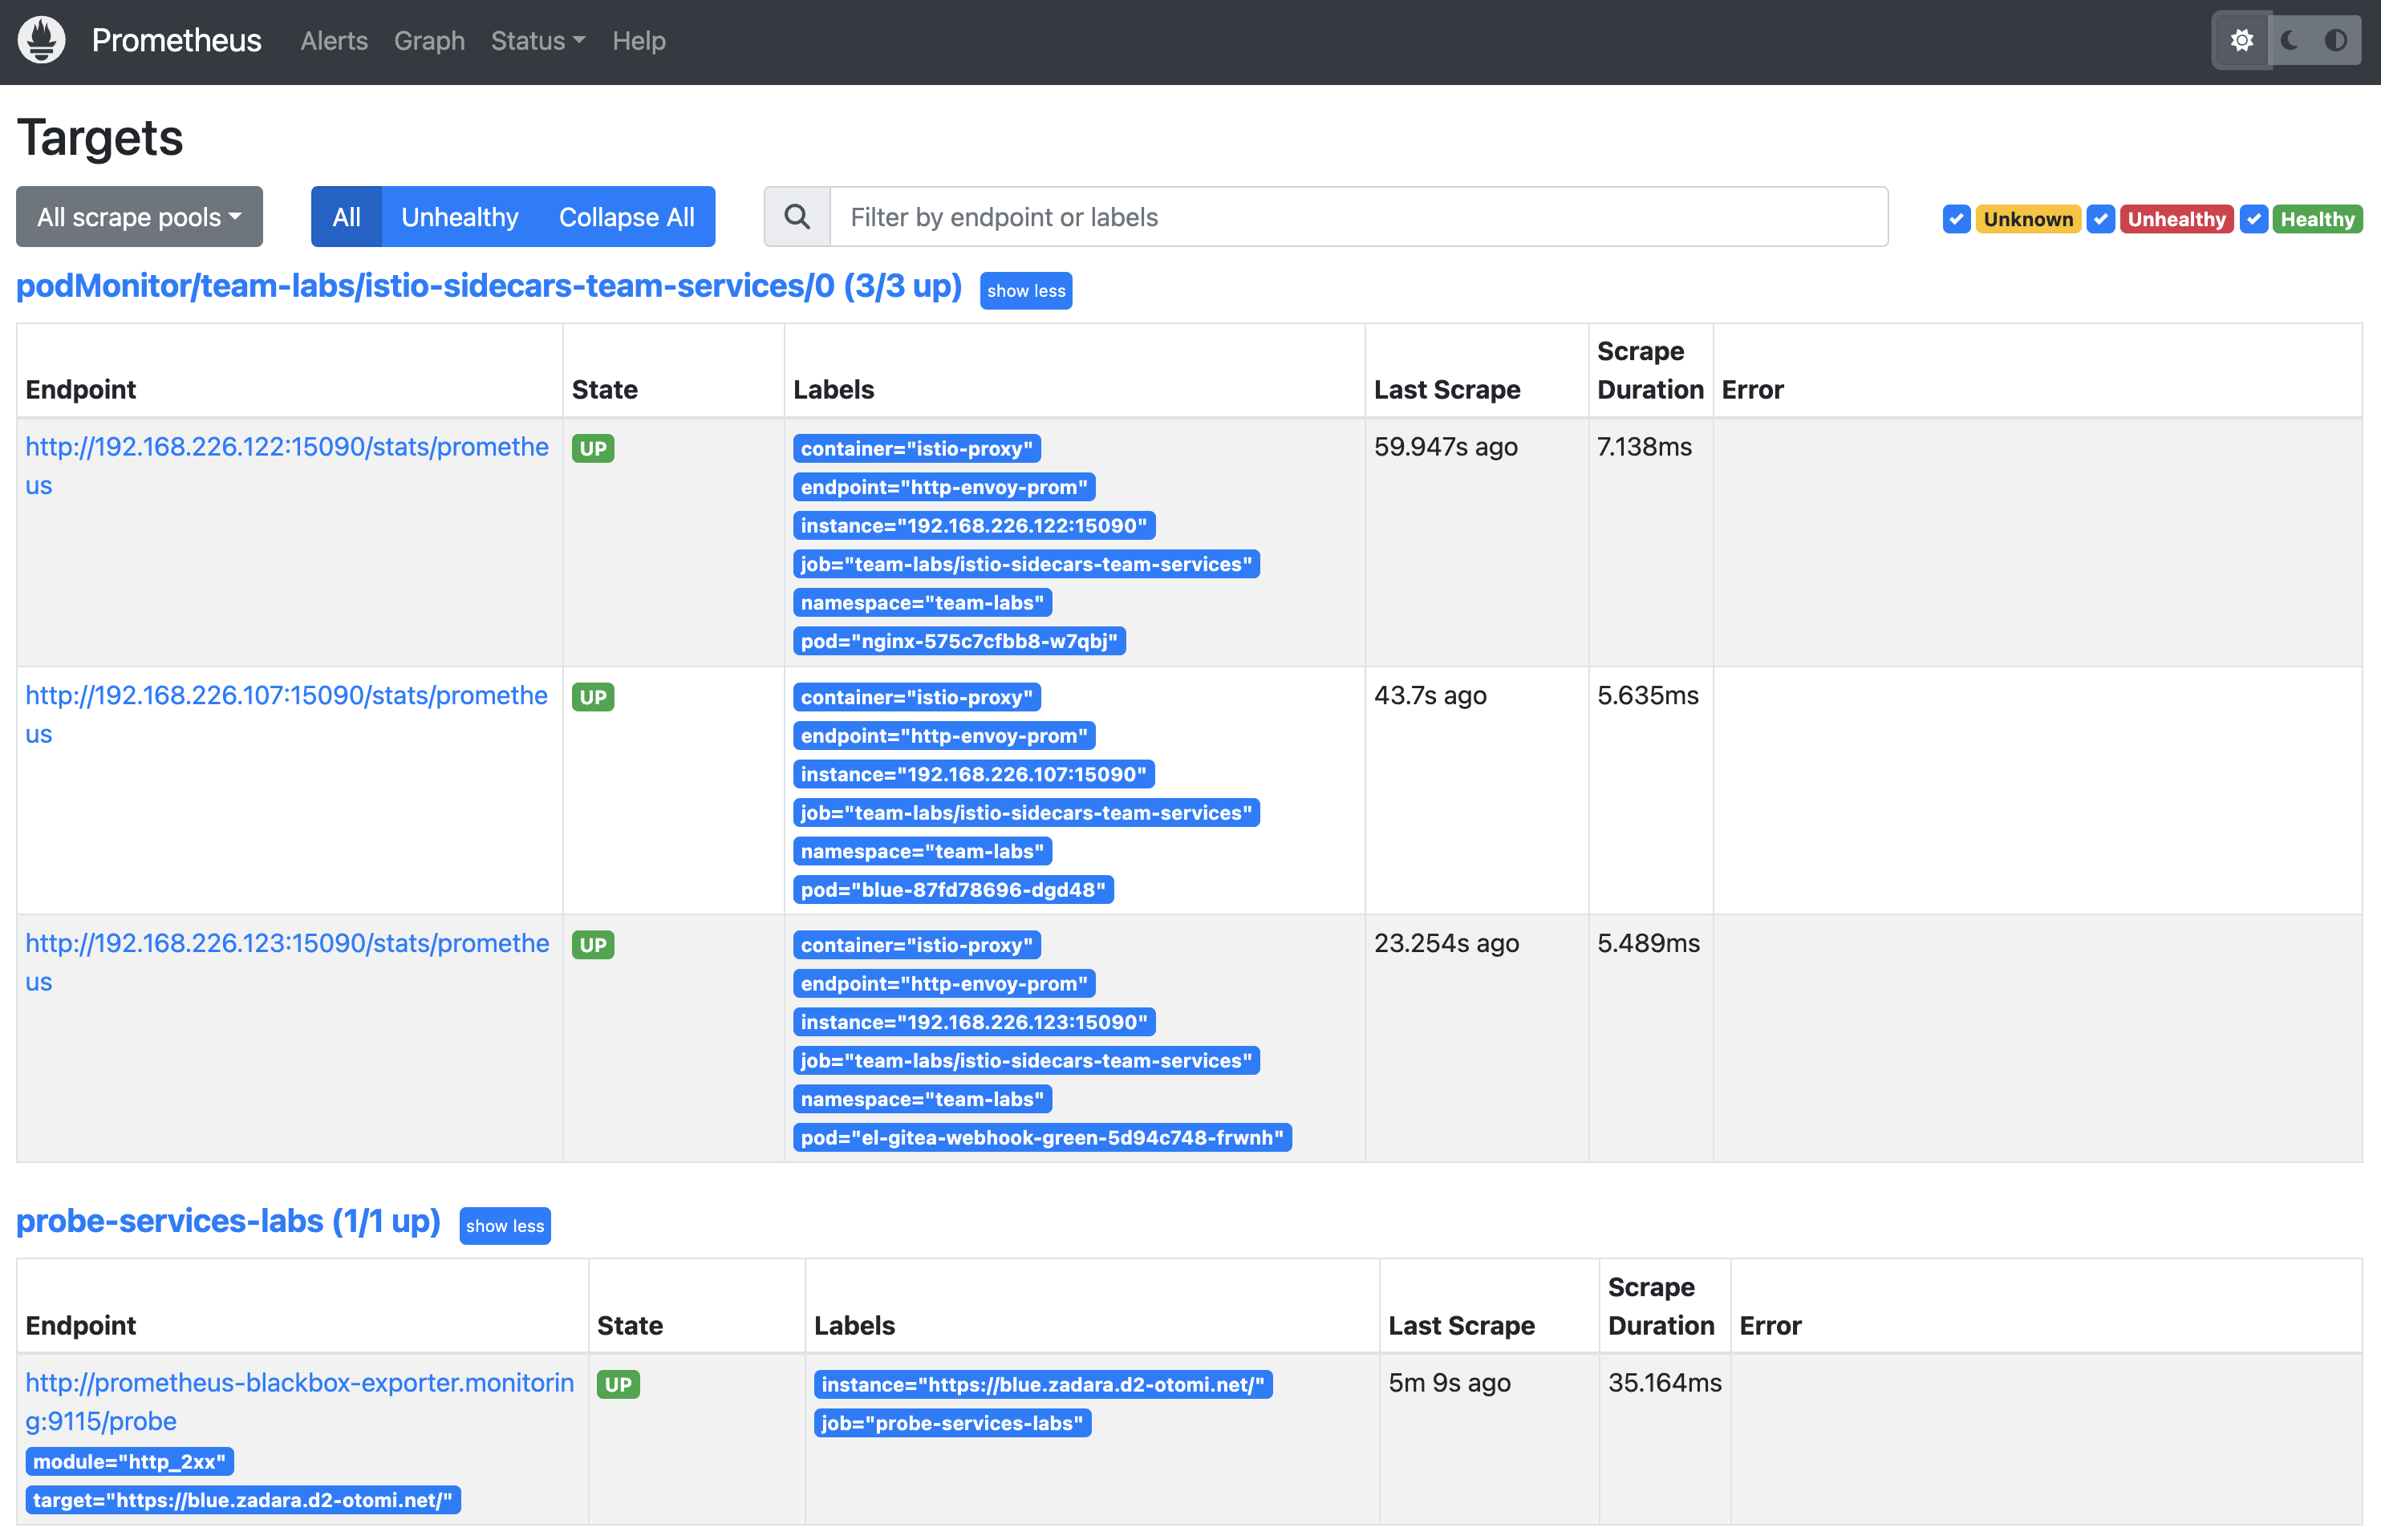 Prometheus Alerts Graph Status Help
Targets
All scrape pools All Unhealthy Collapse All Filter by endpoint or labels Unknown Unhealthy Healthy
podMonitor/team-labs/istio-sidecars-team-services/0 (3/3 up) show less
Endpoint State Labels Last Scrape Scrape Duration Error
http://192.168.226.122:15090/stats/promethe
us
UP
container="istio-proxy"
endpoint="http-envoy-prom"
instance="192.168.226.122:15090"
job="team-labs/istio-sidecars-team-services"
namespace="team-labs"
pod="nginx-575c7cfbb8-w7qbj"
59.947s ago
7.138ms
http://192.168.226.107:15090/stats/promethe
us
UP
container="istio-proxy"
endpoint="http-envoy-prom"
instance="192.168.226.107:15090"
job="team-labs/istio-sidecars-team-services"
namespace="team-labs"
pod="blue-87fd78696-dgd48"
43.7s ago
5.635ms
http://192.168.226.123:15090/stats/promethe
us
UP
container="istio-proxy"
endpoint="http-envoy-prom"
instance="192.168.226.123:15090"
job="team-labs/istio-sidecars-team-services"
namespace="team-labs"
pod="el-gitea-webhook-green-5d94c748-frwnh"
23.254s ago
5.489ms
probe-services-labs (1/1 up) show less
Endpoint State Labels Last Scrape Scrape Duration Error
http://prometheus-blackbox-exporter.monitorin
g:9115/probe
module="http_2xx"
target="https://blue.zadara.d2-otomi.net/"
UP
instance="https://blue.zadara.d2-otomi.net/"
job="probe-services-labs"
5m 9s ago
35.164ms